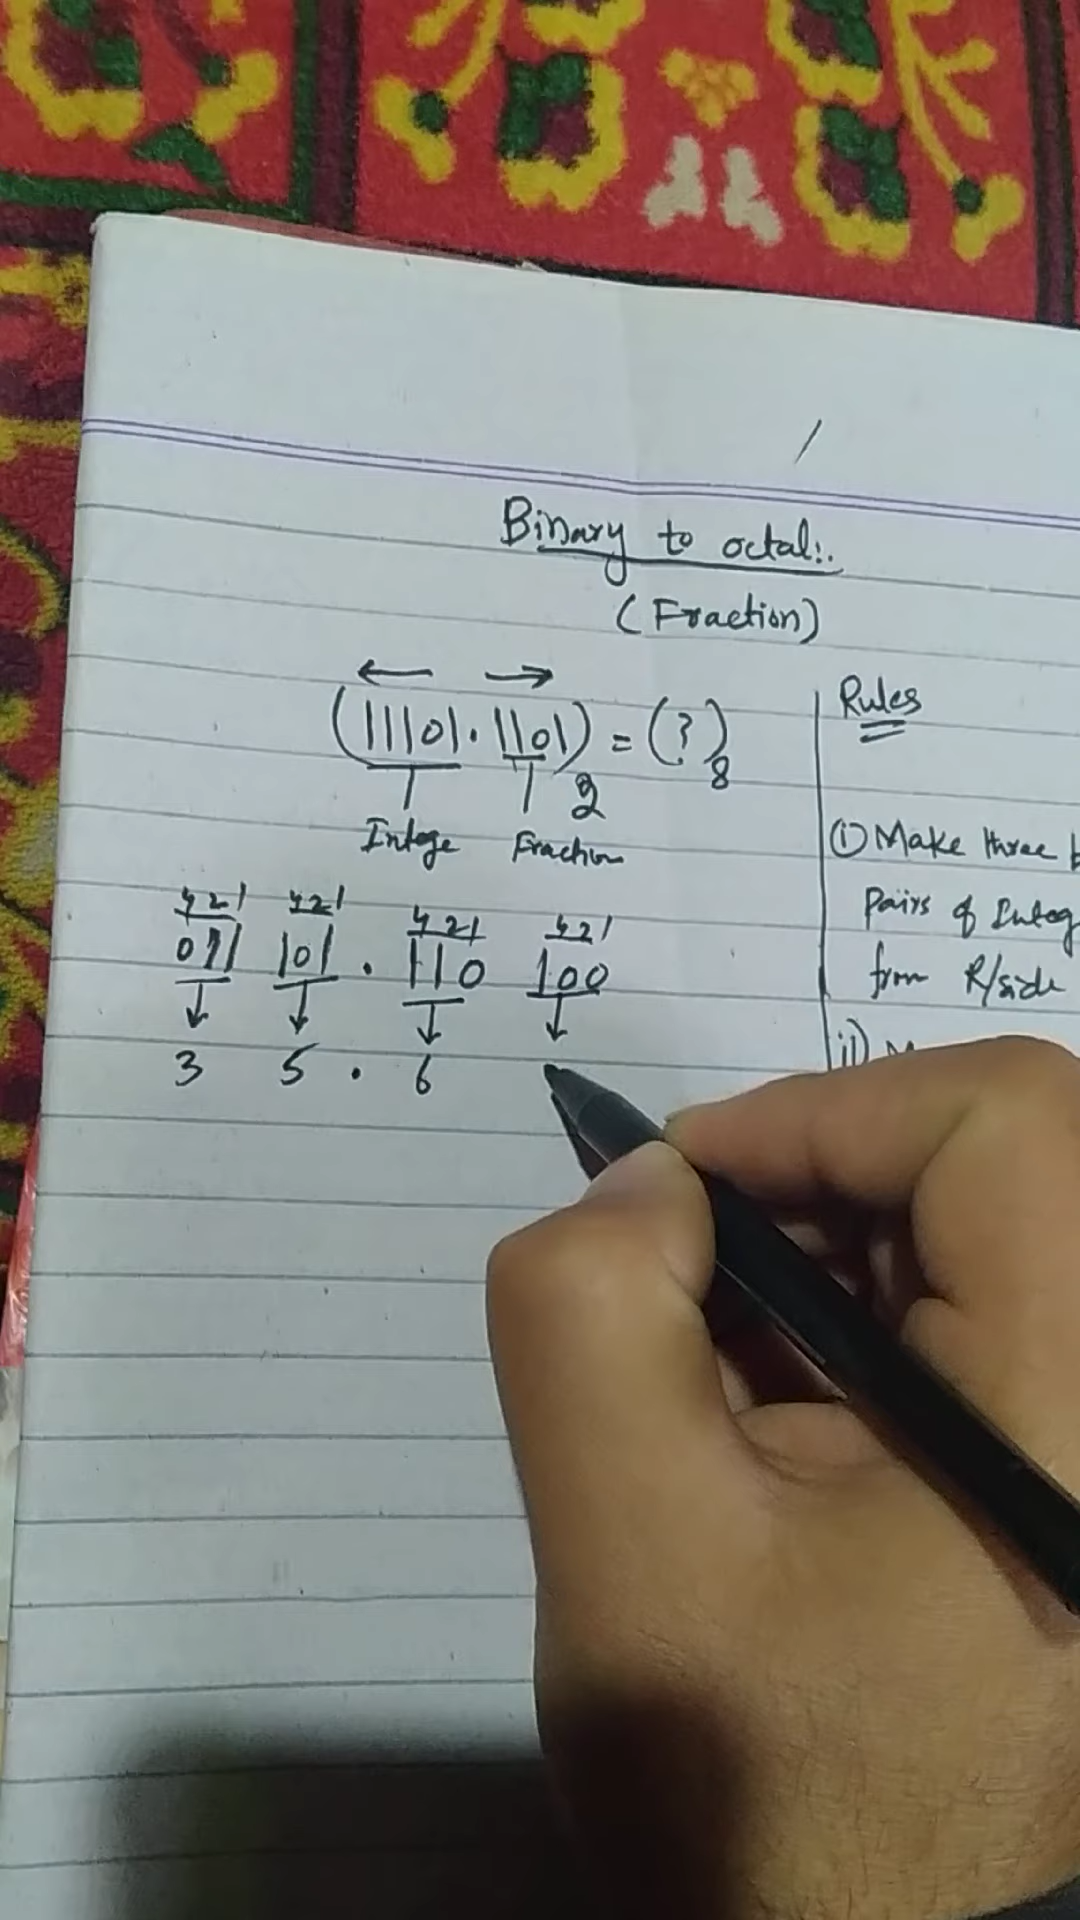 Binary to octal:.
(Fraction)
(11101.1101)2 = (?)8
Intege Fraction
421 421 421 421
011 101 . 110 100
3 5 . 6
Rules
(i) Make three b
Pairs of Integ
from R/side
ii) M